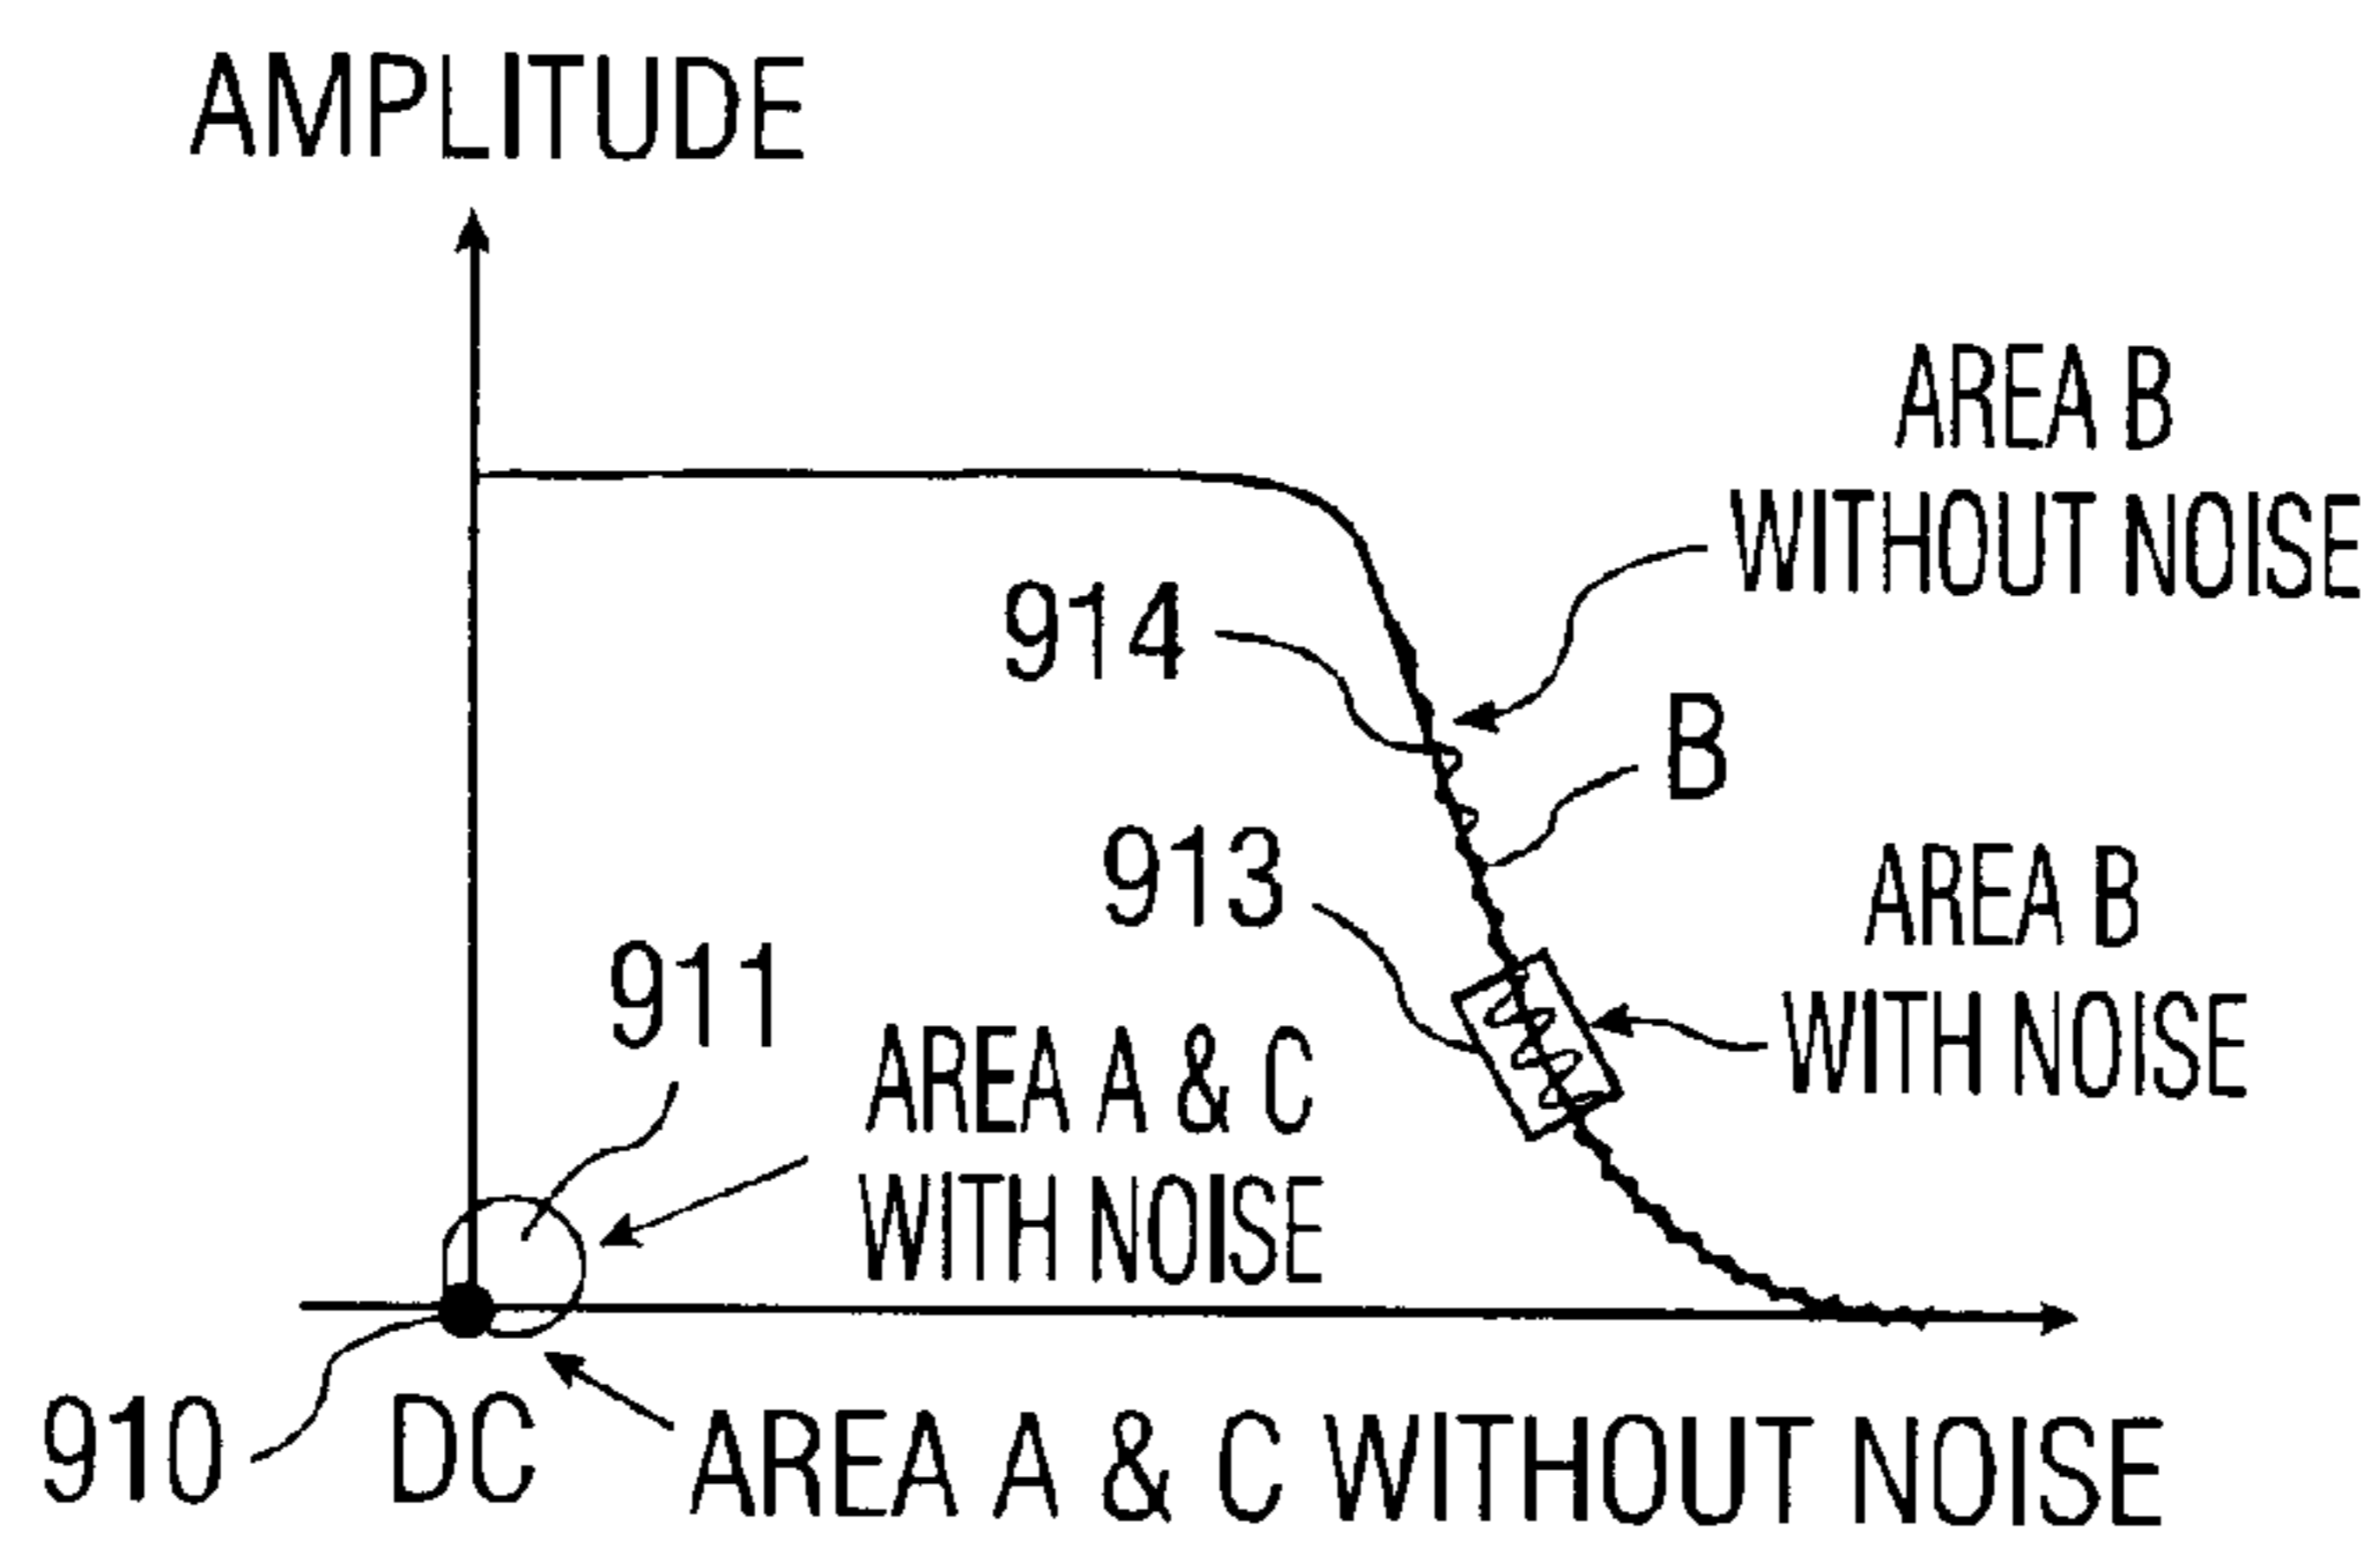 AMPLITUDE
AREA B
WITHOUT NOISE
914
B
913
AREA B
WITH NOISE
911
AREA A & C
WITH NOISE
910
DC
AREA A & C WITHOUT NOISE